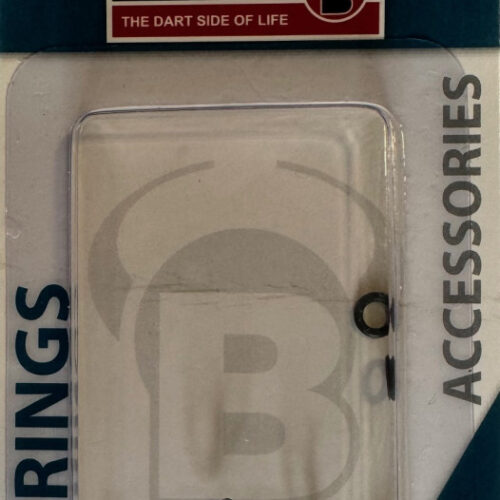 THE DART SIDE OF LIFE
RINGS
B
ACCESSORIES